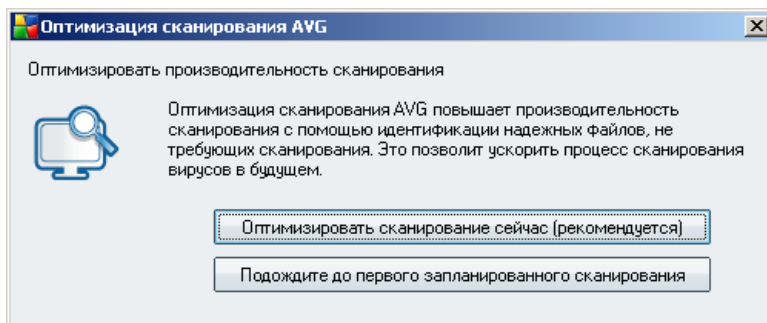 Оптимизация сканирования AVG
Оптимизировать производительность сканирования
Оптимизация сканирования AVG повышает производительность
сканирования с помощью идентификации надежных файлов, не
требующих сканирования. Это позволит ускорить процесс сканирования
вирусов в будущем.
Оптимизировать сканирование сейчас (рекомендуется)
Подождите до первого запланированного сканирования